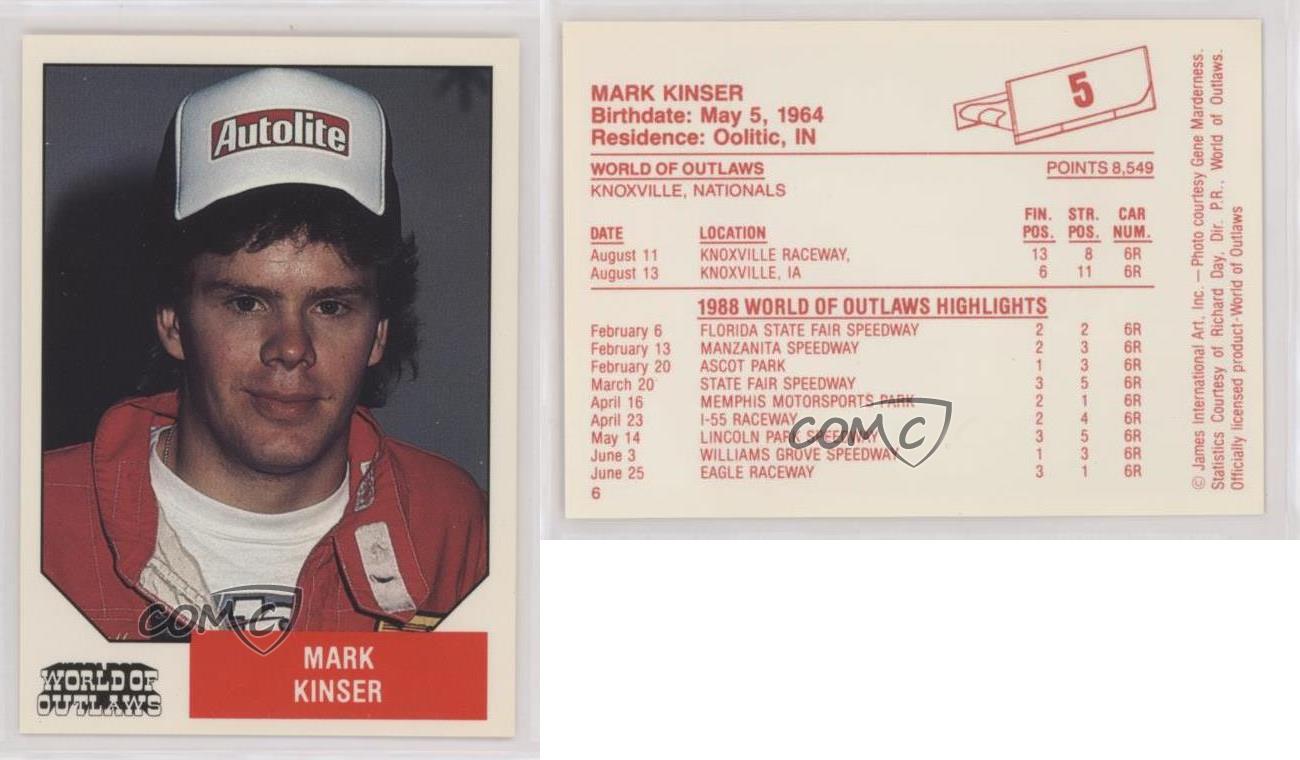 Autolite
COMC
WORLD OF
OUTLAWS
MARK
KINSER
MARK KINSER
Birthdate: May 5, 1964
Residence: Oolitic, IN
5
WORLD OF OUTLAWS POINTS 8,549
KNOXVILLE, NATIONALS
FIN. STR. CAR
DATE LOCATION POS. POS. NUM.
August 11 KNOXVILLE RACEWAY, 13 8 6R
August 13 KNOXVILLE, IA 6 11 6R
1988 WORLD OF OUTLAWS HIGHLIGHTS
February 6 FLORIDA STATE FAIR SPEEDWAY 2 2 6R
February 13 MANZANITA SPEEDWAY 2 3 6R
February 20 ASCOT PARK 1 3 6R
March 20 STATE FAIR SPEEDWAY 3 5 6R
April 16 MEMPHIS MOTORSPORTS PARK 2 1 6R
April 23 I-55 RACEWAY 2 4 6R
May 14 LINCOLN PARK SPEEDWAY 3 5 6R
June 3 WILLIAMS GROVE SPEEDWAY 1 3 6R
June 25 EAGLE RACEWAY 3 1 6R
6
COMC
© James International Art, Inc. — Photo courtesy Gene Marderness.
Statistics Courtesy of Richard Day, Dir. P.R., World of Outlaws.
Officially licensed product-World of Outlaws